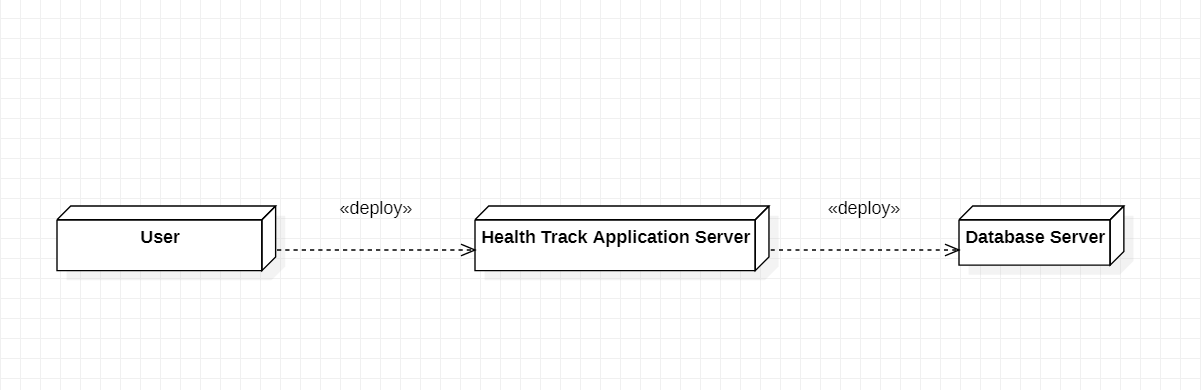 «deploy»
«deploy»
User
Health Track Application Server
Database Server